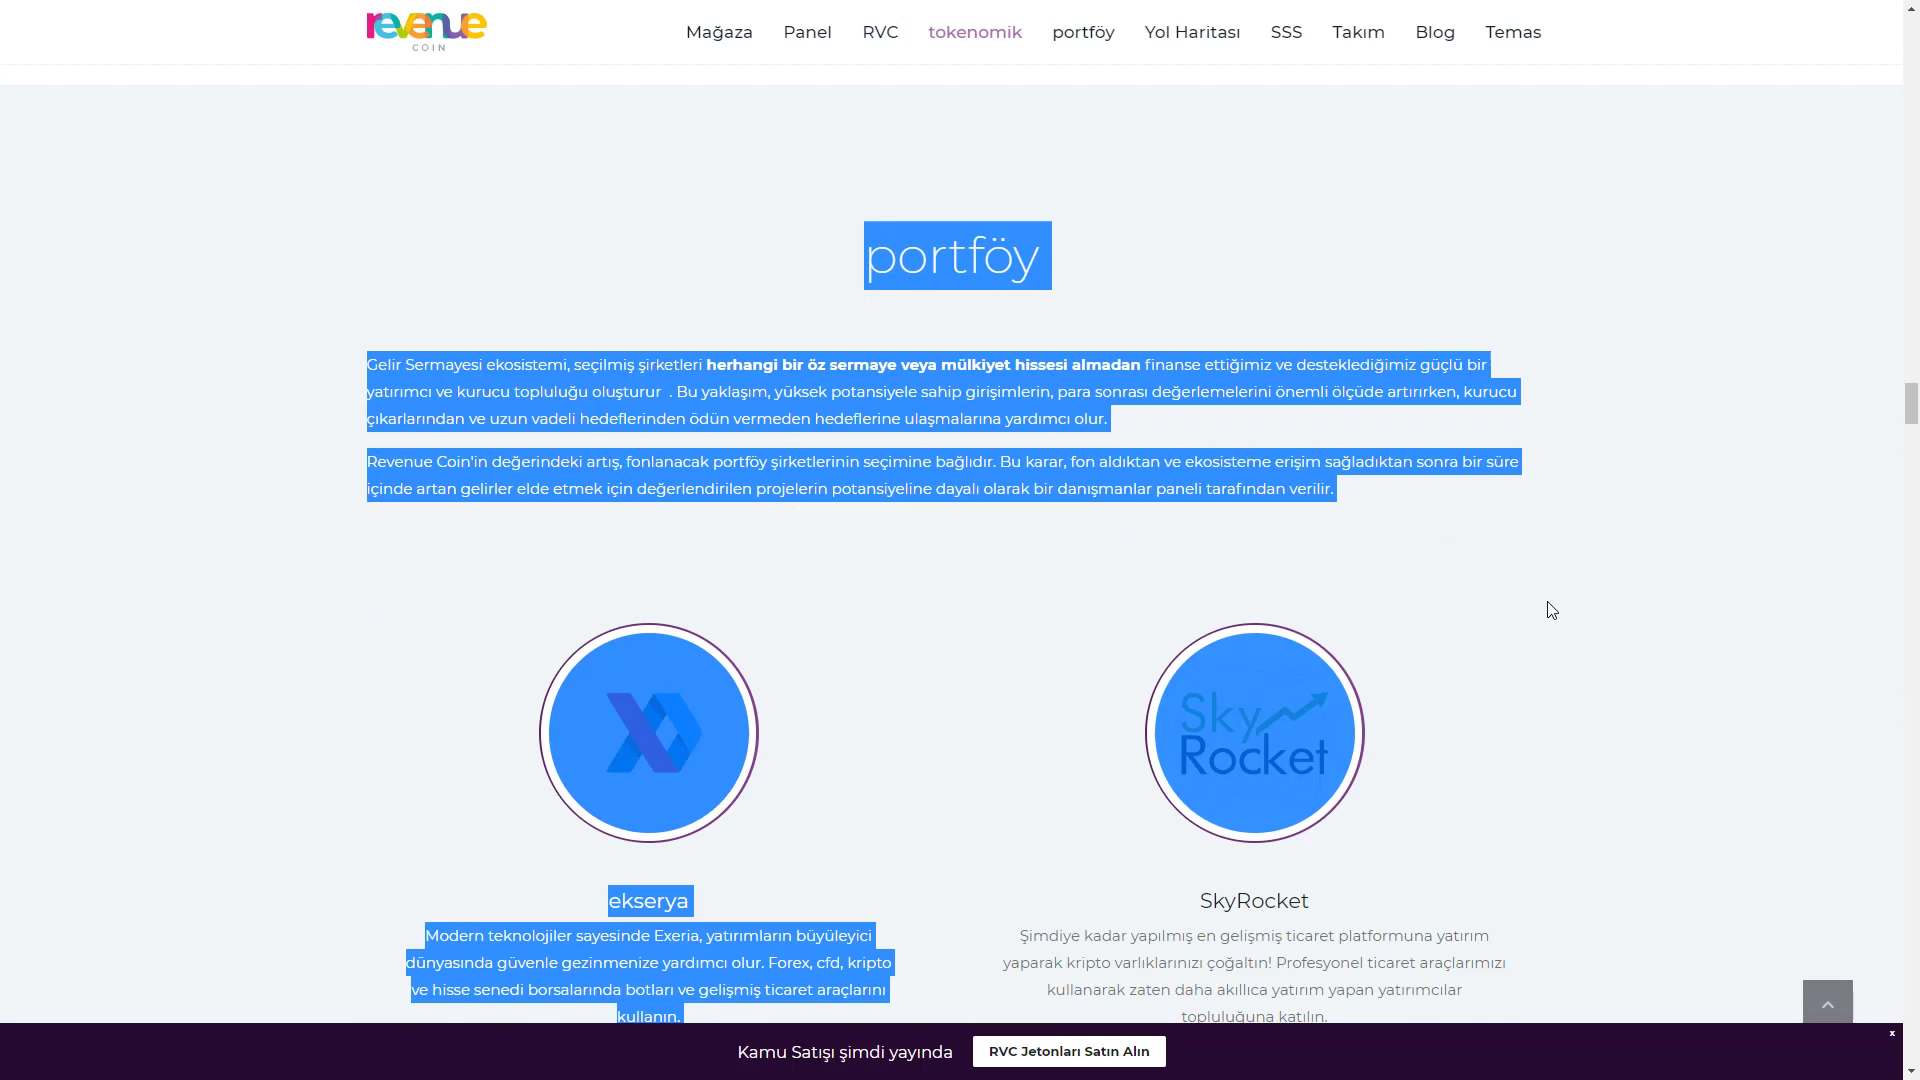 revenue
COIN
Mağaza Panel RVC tokenomik portföy Yol Haritası SSS Takım Blog Temas
portföy
Gelir Sermayesi ekosistemi, seçilmiş şirketleri herhangi bir öz sermaye veya mülkiyet hissesi almadan finanse ettiğimiz ve desteklediğimiz güçlü bir
yatırımcı ve kurucu topluluğu oluşturur . Bu yaklaşım, yüksek potansiyele sahip girişimlerin, para sonrası değerlemelerini önemli ölçüde artırırken, kurucu
çıkarlarından ve uzun vadeli hedeflerinden ödün vermeden hedeflerine ulaşmalarına yardımcı olur.
Revenue Coin'in değerindeki artış, fonlanacak portföy şirketlerinin seçimine bağlıdır. Bu karar, fon aldıktan ve ekosisteme erişim sağladıktan sonra bir süre
içinde artan gelirler elde etmek için değerlendirilen projelerin potansiyeline dayalı olarak bir danışmanlar paneli tarafından verilir.
Sky
Rocket
ekserya
Modern teknolojiler sayesinde Exeria, yatırımların büyüleyici
dünyasında güvenle gezinmenize yardımcı olur. Forex, cfd, kripto
ve hisse senedi borsalarında botları ve gelişmiş ticaret araçlarını
kullanın.
SkyRocket
Şimdiye kadar yapılmış en gelişmiş ticaret platformuna yatırım
yaparak kripto varlıklarınızı çoğaltın! Profesyonel ticaret araçlarımızı
kullanarak zaten daha akıllıca yatırım yapan yatırımcılar
topluluğuna katılın.
Kamu Satışı şimdi yayında RVC Jetonları Satın Alın
x